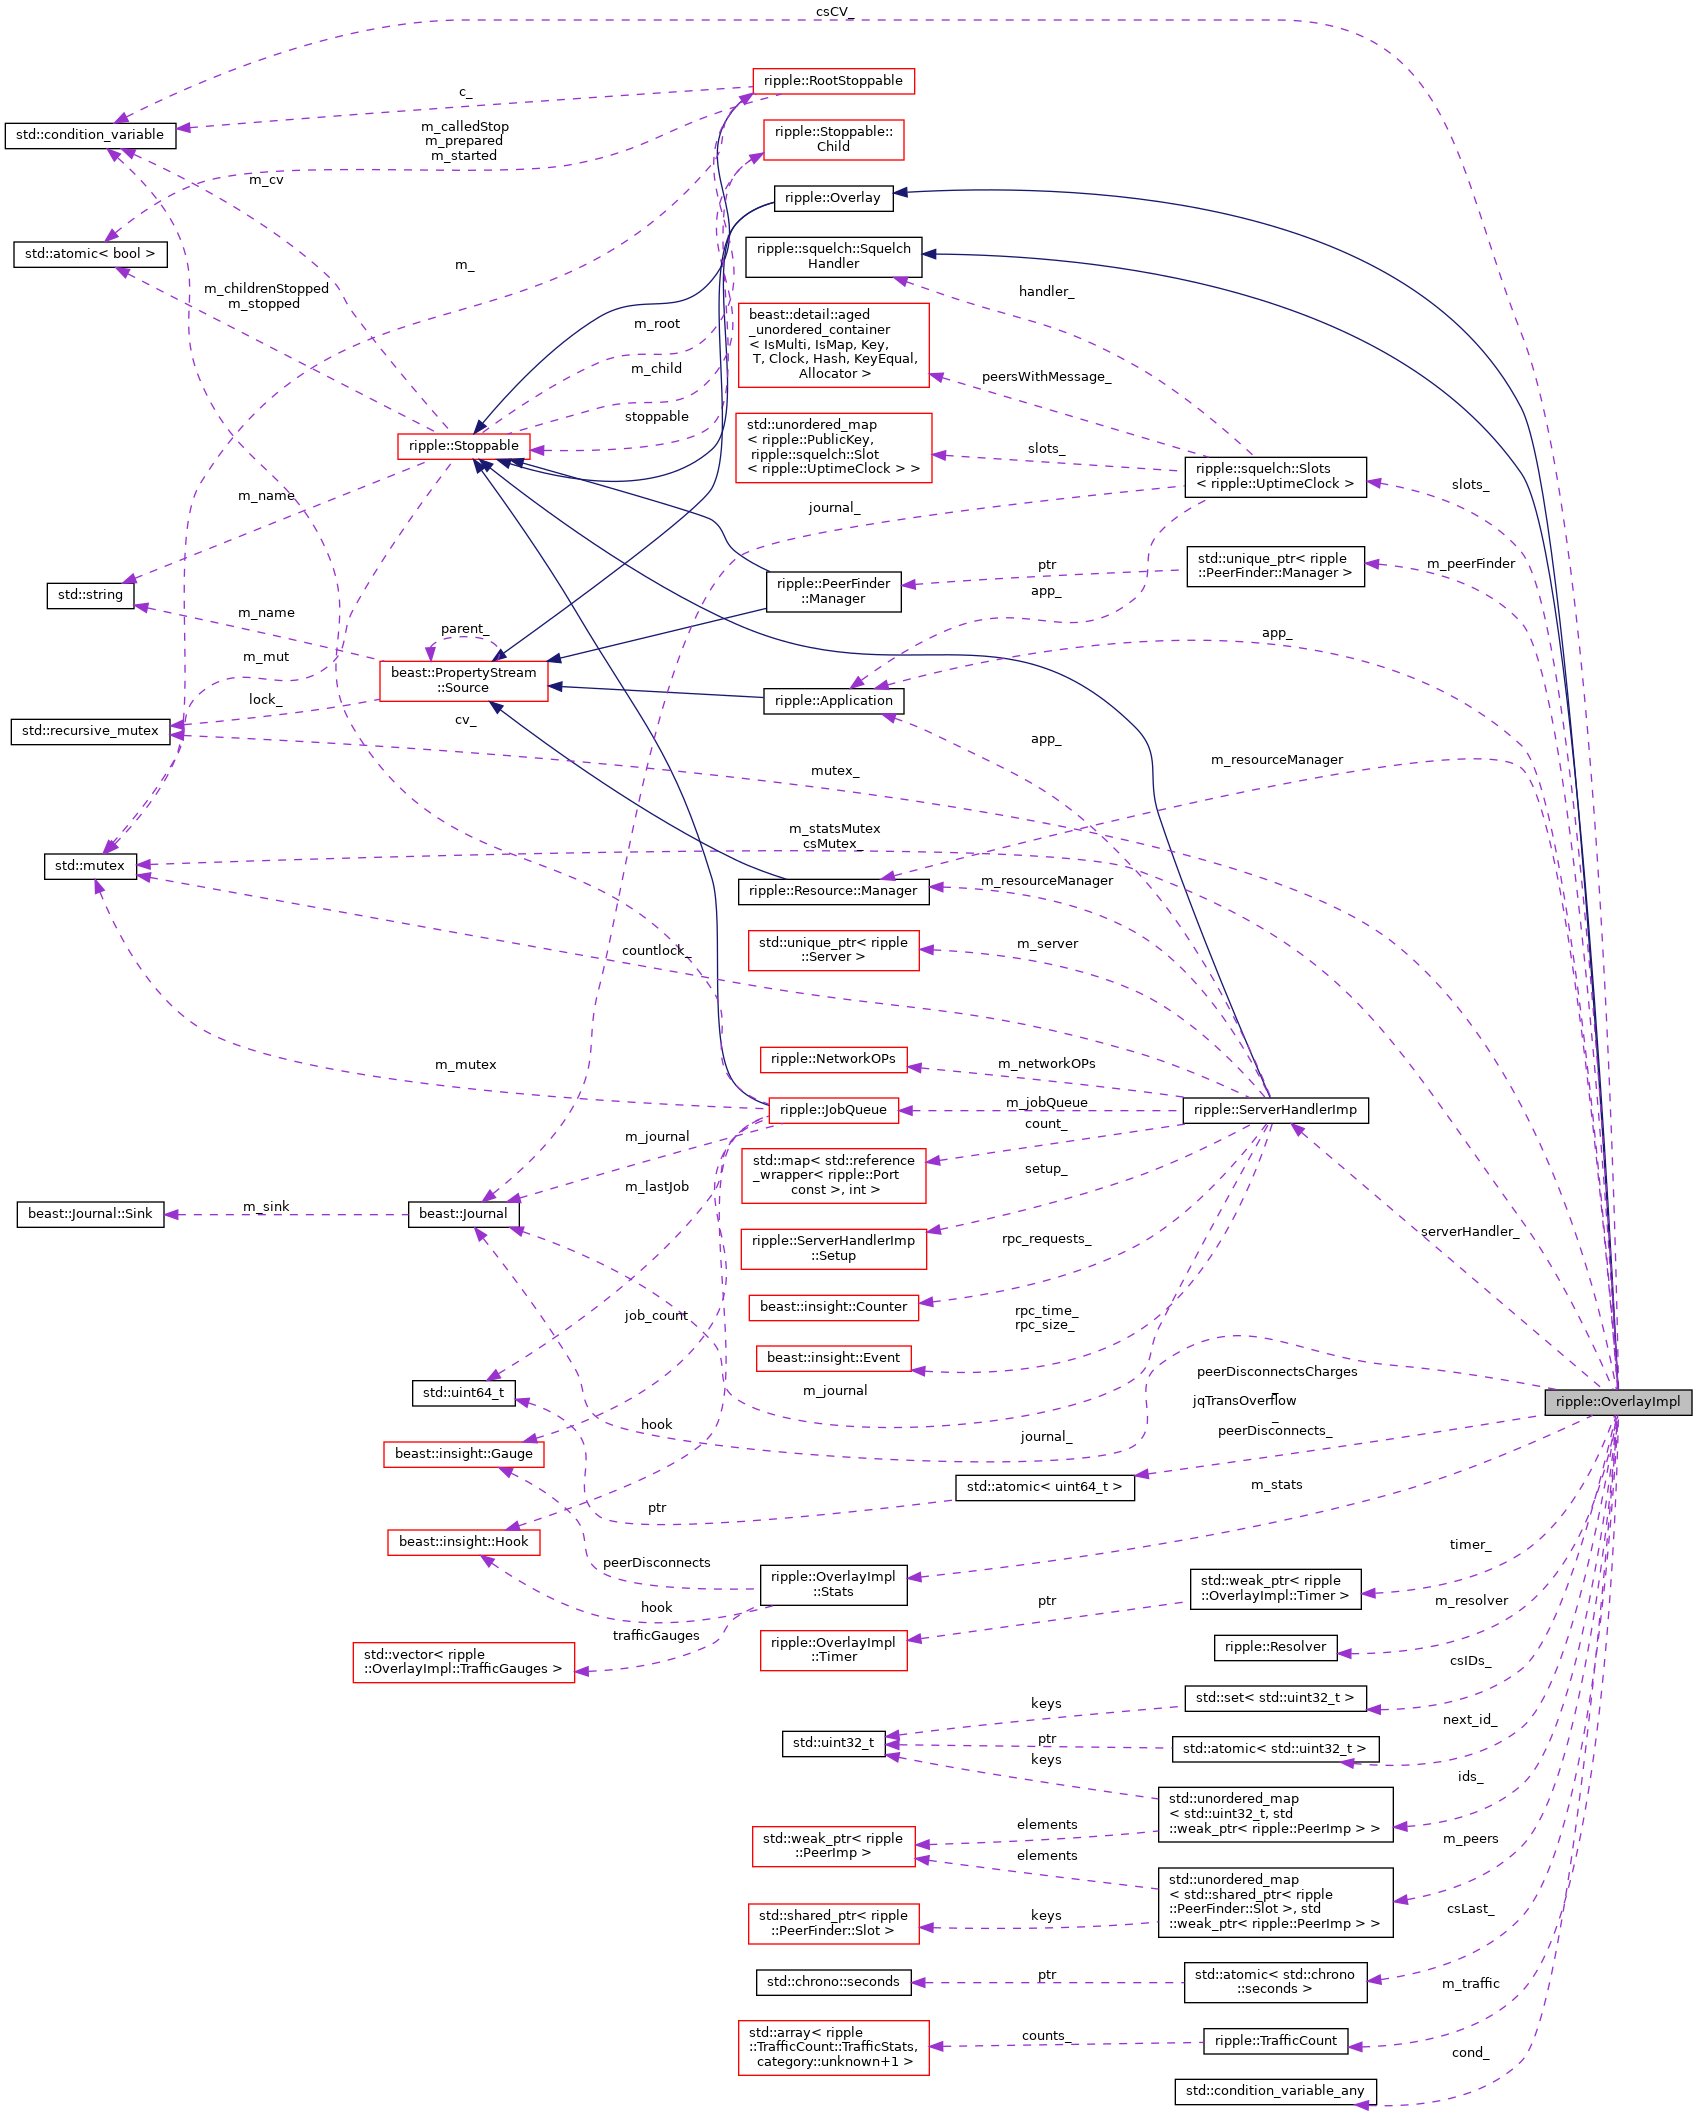 csCV_
ripple::RootStoppable
c_
std::condition_variable
m_calledStop
m_prepared
m_started
ripple::Stoppable::
Child
m_cv
ripple::Overlay
std::atomic< bool >
ripple::squelch::Squelch
Handler
m_
m_childrenStopped
m_stopped
handler_
beast::detail::aged
_unordered_container
< IsMulti, IsMap, Key,
T, Clock, Hash, KeyEqual,
Allocator >
m_root
m_child
peersWithMessage_
stoppable
std::unordered_map
< ripple::PublicKey,
ripple::squelch::Slot
< ripple::UptimeClock > >
ripple::Stoppable
slots_
ripple::squelch::Slots
< ripple::UptimeClock >
slots_
m_name
journal_
std::unique_ptr< ripple
::PeerFinder::Manager >
m_peerFinder
ptr
ripple::PeerFinder
::Manager
app_
std::string
m_name
parent_
app_
m_mut
beast::PropertyStream
::Source
lock_
ripple::Application
cv_
std::recursive_mutex
app_
m_resourceManager
mutex_
m_statsMutex
csMutex_
std::mutex
m_resourceManager
ripple::Resource::Manager
countlock_
m_server
std::unique_ptr< ripple
::Server >
m_mutex
ripple::NetworkOPs
m_networkOPs
ripple::JobQueue
m_jobQueue
ripple::ServerHandlerImp
count_
m_journal
std::map< std::reference
_wrapper< ripple::Port
const >, int >
setup_
m_lastJob
beast::Journal::Sink
m_sink
beast::Journal
ripple::ServerHandlerImp
::Setup
rpc_requests_
serverHandler_
beast::insight::Counter
job_count
rpc_time_
rpc_size_
beast::insight::Event
std::uint64_t
m_journal
peerDisconnectsCharges
_
jqTransOverflow
_
peerDisconnects_
ripple::OverlayImpl
hook
journal_
beast::insight::Gauge
std::atomic< uint64_t >
m_stats
ptr
beast::insight::Hook
timer_
peerDisconnects
ripple::OverlayImpl
::Stats
std::weak_ptr< ripple
::OverlayImpl::Timer >
hook
ptr
m_resolver
trafficGauges
ripple::OverlayImpl
::Timer
ripple::Resolver
std::vector< ripple
::OverlayImpl::TrafficGauges >
csIDs_
std::set< std::uint32_t >
keys
next_id_
std::uint32_t
ptr
std::atomic< std::uint32_t >
keys
ids_
std::unordered_map
< std::uint32_t, std
::weak_ptr< ripple::PeerImp > >
elements
std::weak_ptr< ripple
::PeerImp >
m_peers
elements
std::unordered_map
< std::shared_ptr< ripple
::PeerFinder::Slot >, std
::weak_ptr< ripple::PeerImp > >
std::shared_ptr< ripple
::PeerFinder::Slot >
keys
csLast_
std::chrono::seconds
ptr
std::atomic< std::chrono
::seconds >
m_traffic
std::array< ripple
::TrafficCount::TrafficStats,
category::unknown+1 >
counts_
ripple::TrafficCount
cond_
std::condition_variable_any